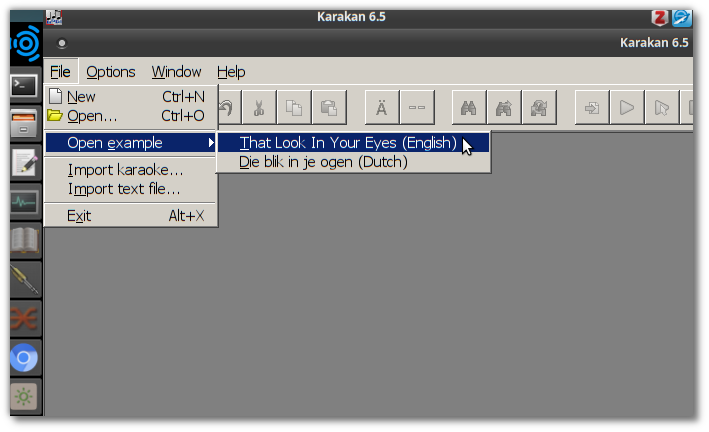 Karakan 6.5
Karakan 6.5
File Options Window Help
New Ctrl+N
Open... Ctrl+O
Ä --
Open example
That Look In Your Eyes (English)
Die blik in je ogen (Dutch)
Import karaoke...
Import text file...
Exit Alt+X